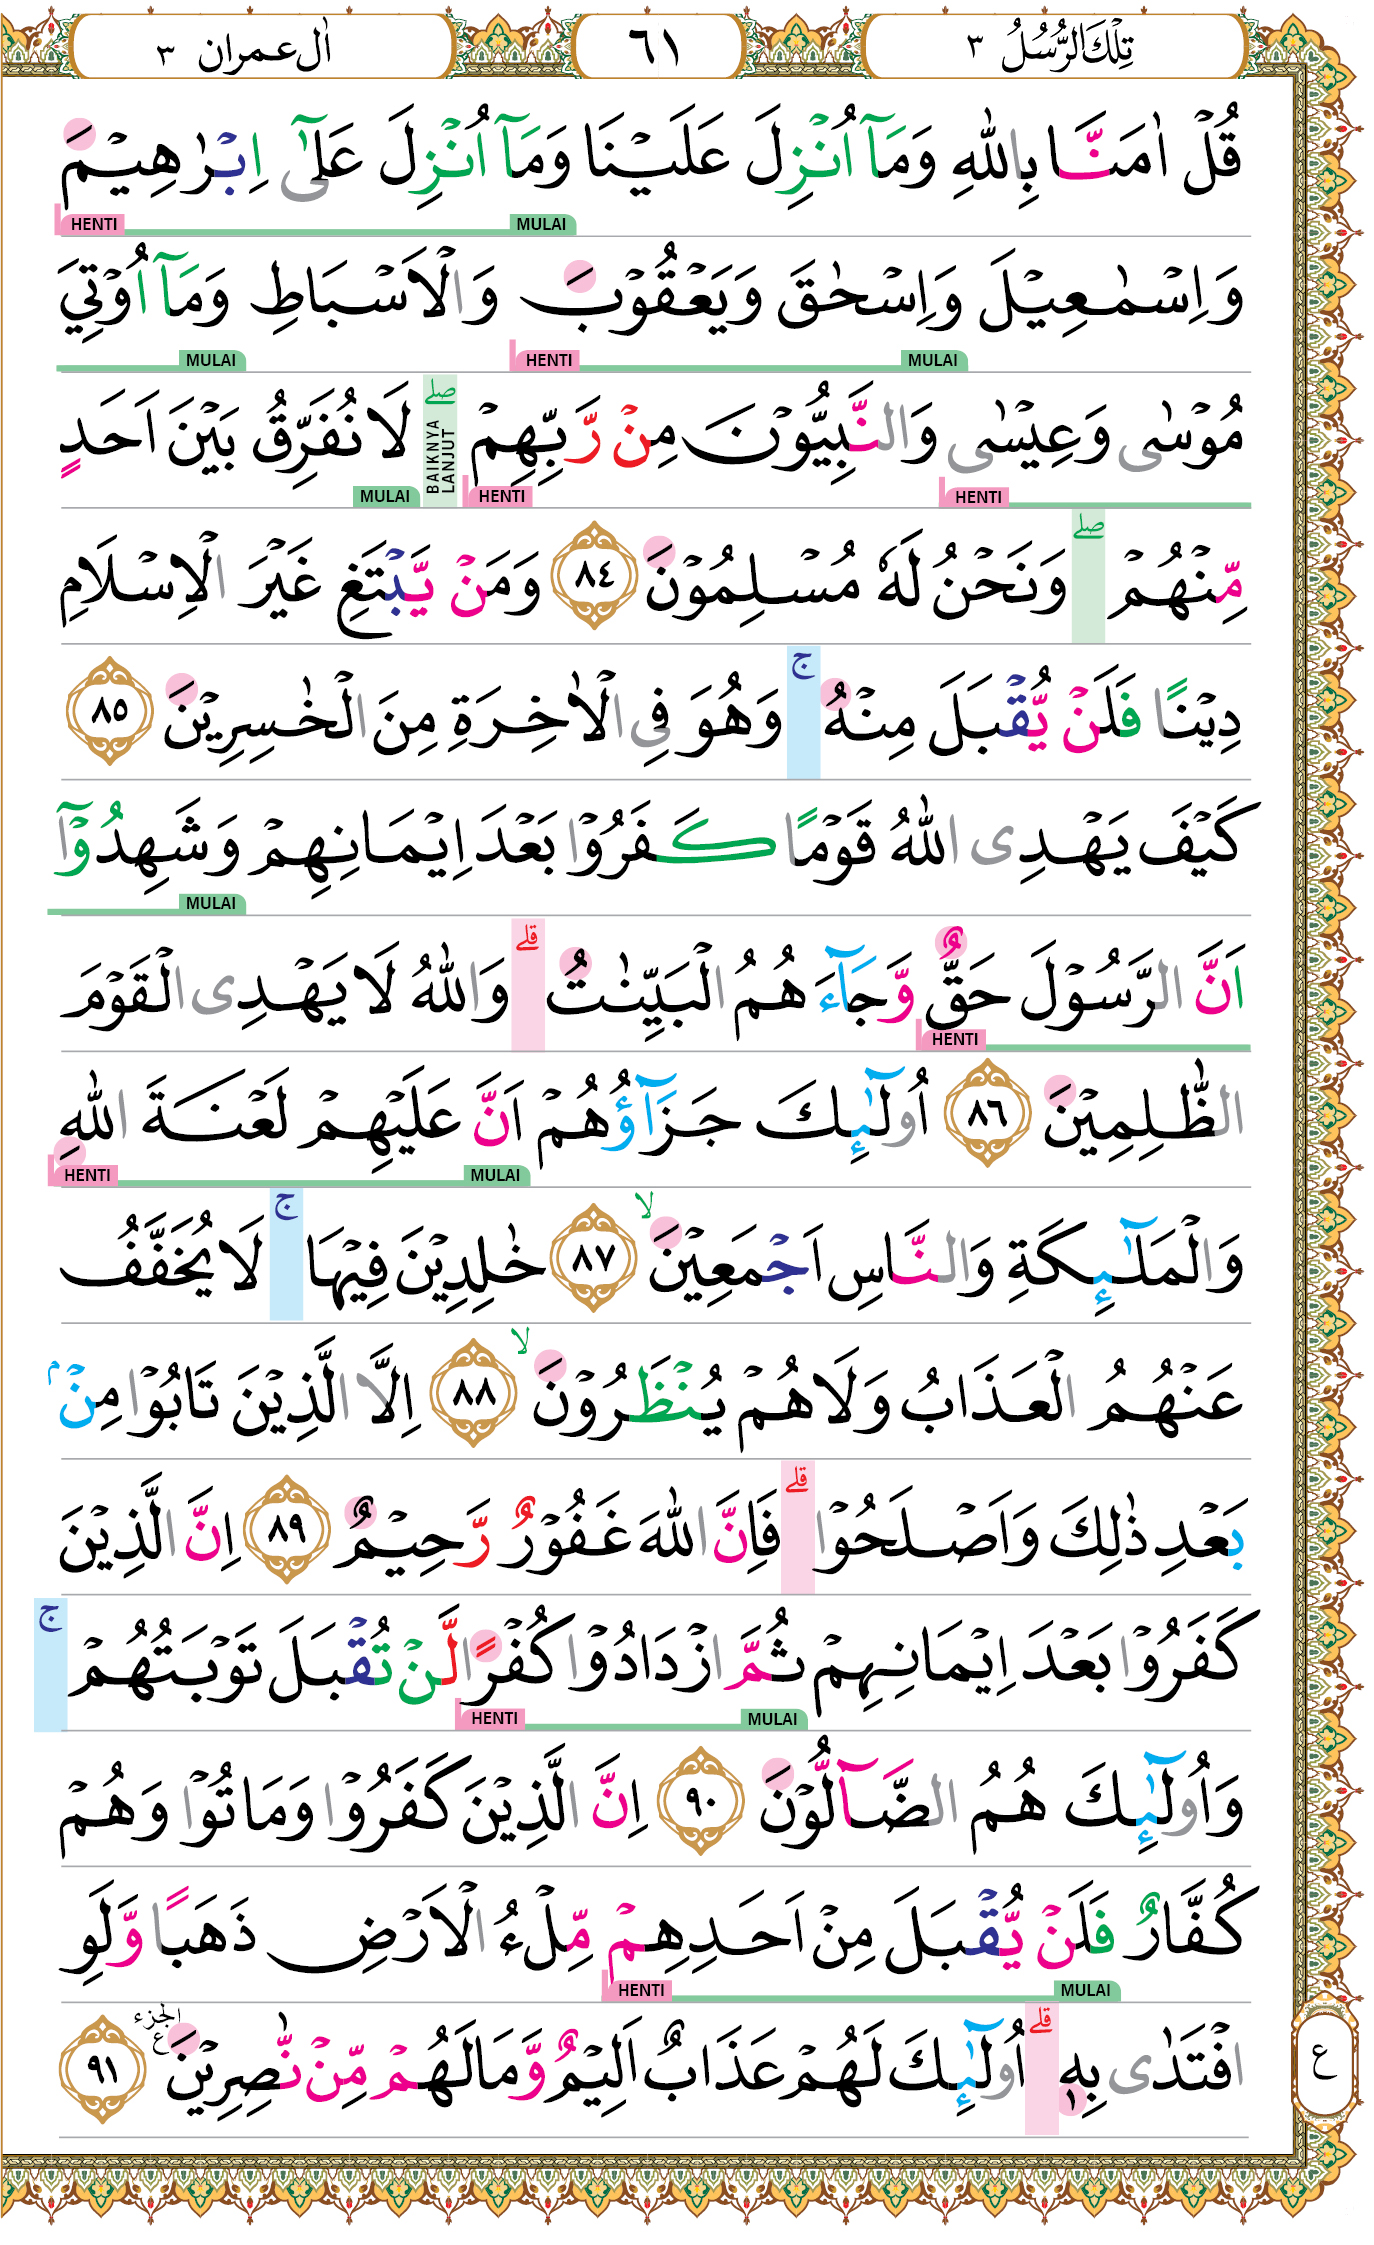 تِلْكَ الرُّسُلُ ٣
٦١
اٰل عمران ٣
قُلْ اٰمَنَّا بِاللّٰهِ وَمَآ اُنْزِلَ عَلَيْنَا وَمَآ اُنْزِلَ عَلٰٓى اِبْرٰهِيْمَ
MULAI HENTI
وَاِسْمٰعِيْلَ وَاِسْحٰقَ وَيَعْقُوْبَ وَالْاَسْبَاطِ وَمَآ اُوْتِيَ
MULAI HENTI MULAI
مُوْسٰى وَعِيْسٰى وَالنَّبِيُّوْنَ مِنْ رَّبِّهِمْ ۖ لَا نُفَرِّقُ بَيْنَ اَحَدٍ
HENTI HENTI BAIKNYA LANJUT MULAI
مِّنْهُمْ ۖ وَنَحْنُ لَهٗ مُسْلِمُوْنَ ٨٤ وَمَنْ يَّبْتَغِ غَيْرَ الْاِسْلَامِ
دِيْنًا فَلَنْ يُّقْبَلَ مِنْهُ ۚ وَهُوَ فِى الْاٰخِرَةِ مِنَ الْخٰسِرِيْنَ ٨٥
كَيْفَ يَهْدِى اللّٰهُ قَوْمًا كَفَرُوْا بَعْدَ اِيْمَانِهِمْ وَشَهِدُوْٓا
MULAI
اَنَّ الرَّسُوْلَ حَقٌّ وَّجَآءَهُمُ الْبَيِّنٰتُ ۗ وَاللّٰهُ لَا يَهْدِى الْقَوْمَ
HENTI
الظّٰلِمِيْنَ ٨٦ اُولٰۤىِٕكَ جَزَآؤُهُمْ اَنَّ عَلَيْهِمْ لَعْنَةَ اللّٰهِ
MULAI HENTI
وَالْمَلٰۤىِٕكَةِ وَالنَّاسِ اَجْمَعِيْنَ ۙ ٨٧ خٰلِدِيْنَ فِيْهَا ۚ لَا يُخَفَّفُ
عَنْهُمُ الْعَذَابُ وَلَا هُمْ يُنْظَرُوْنَ ۙ ٨٨ اِلَّا الَّذِيْنَ تَابُوْا مِنْۢ
بَعْدِ ذٰلِكَ وَاَصْلَحُوْا ۗ فَاِنَّ اللّٰهَ غَفُوْرٌ رَّحِيْمٌ ٨٩ اِنَّ الَّذِيْنَ
كَفَرُوْا بَعْدَ اِيْمَانِهِمْ ثُمَّ ازْدَادُوْا كُفْرًا لَّنْ تُقْبَلَ تَوْبَتُهُمْ ۚ
MULAI HENTI
وَاُولٰۤىِٕكَ هُمُ الضَّآلُّوْنَ ٩٠ اِنَّ الَّذِيْنَ كَفَرُوْا وَمَاتُوْا وَهُمْ
كُفَّارٌ فَلَنْ يُّقْبَلَ مِنْ اَحَدِهِمْ مِّلْءُ الْاَرْضِ ذَهَبًا وَّلَوِ
MULAI HENTI
افْتَدٰى بِهٖ ۗ اُولٰۤىِٕكَ لَهُمْ عَذَابٌ اَلِيْمٌ وَّمَا لَهُمْ مِّنْ نّٰصِرِيْنَ ࣖ الجزء ٩١
ع